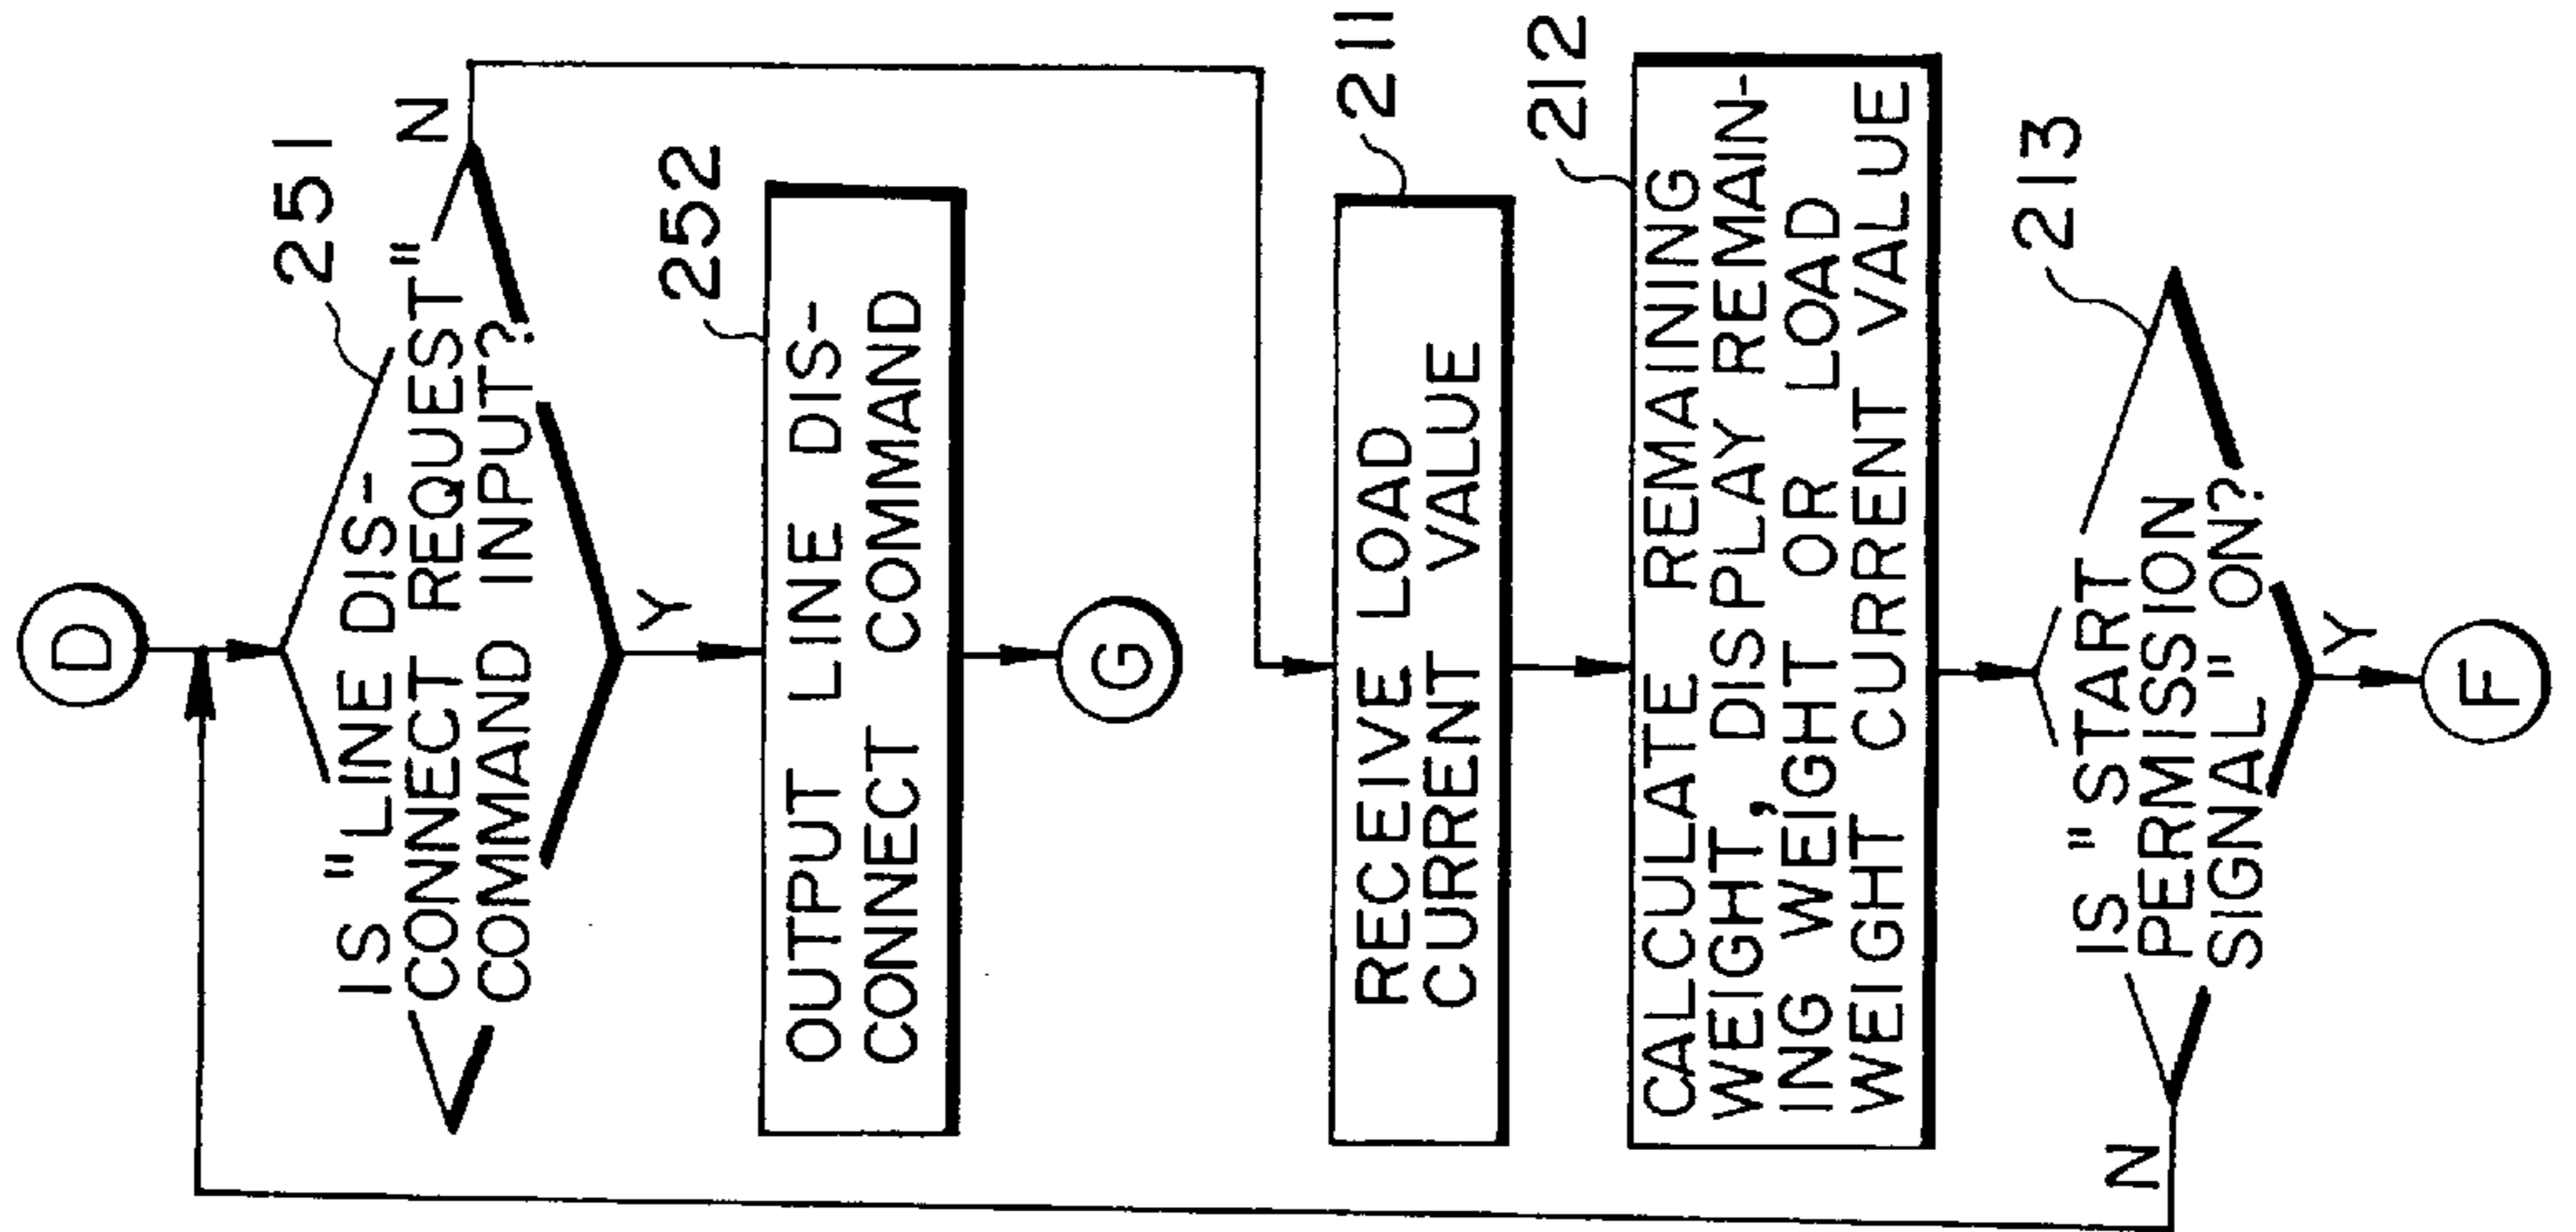 D
251
IS "LINE DIS-
CONNECT REQUEST"
COMMAND INPUT?
N
Y
252
OUTPUT LINE DIS-
CONNECT COMMAND
G
211
RECEIVE LOAD
CURRENT VALUE
212
CALCULATE REMAINING
WEIGHT, DISPLAY REMAIN-
ING WEIGHT OR LOAD
WEIGHT CURRENT VALUE
213
IS "START
PERMISSION
SIGNAL" ON?
N
Y
F